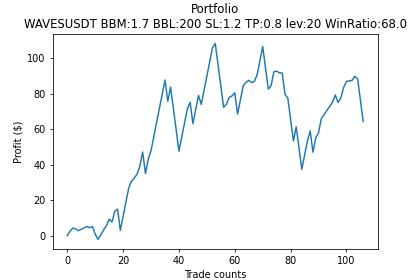 Portfolio
WAVESUSDT BBM:1.7 BBL:200 SL:1.2 TP:0.8 lev:20 WinRatio:68.0
100
80
60
40
20
0
Profit ($)
0 20 40 60 80 100
Trade counts